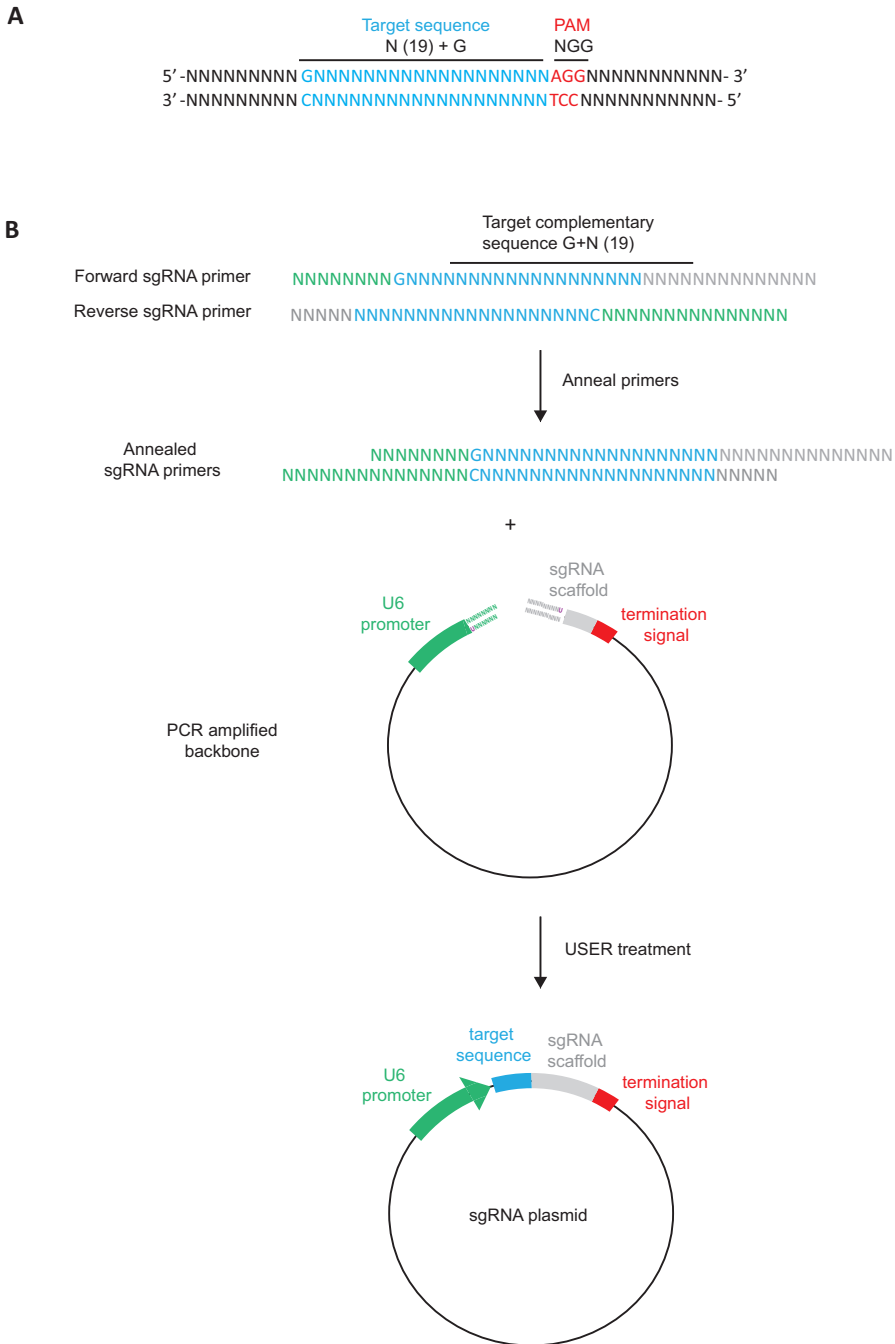 A
Target sequence PAM
N (19) + G NGG
5′ -NNNNNNNNN GNNNNNNNNNNNNNNNNNNNAGGNNNNNNNNNNN- 3′
3′ -NNNNNNNNN CNNNNNNNNNNNNNNNNNNNTCCNNNNNNNNNNN- 5′
B
Target complementary
sequence G+N (19)
Forward sgRNA primer NNNNNNNNGNNNNNNNNNNNNNNNNNNNNNNNNNNNNNNNNN
Reverse sgRNA primer NNNNNNNNNNNNNNNNNNNNNNNNCNNNNNNNNNNNNNNN
Anneal primers
Annealed
sgRNA primers
NNNNNNNNGNNNNNNNNNNNNNNNNNNNNNNNNNNNNNNNNN
NNNNNNNNNNNNNNNCNNNNNNNNNNNNNNNNNNNNNNNN
+
sgRNA
scaffold
U6
promoter
termination
signal
PCR amplified
backbone
USER treatment
target
sequence
sgRNA
scaffold
U6
promoter
termination
signal
sgRNA plasmid